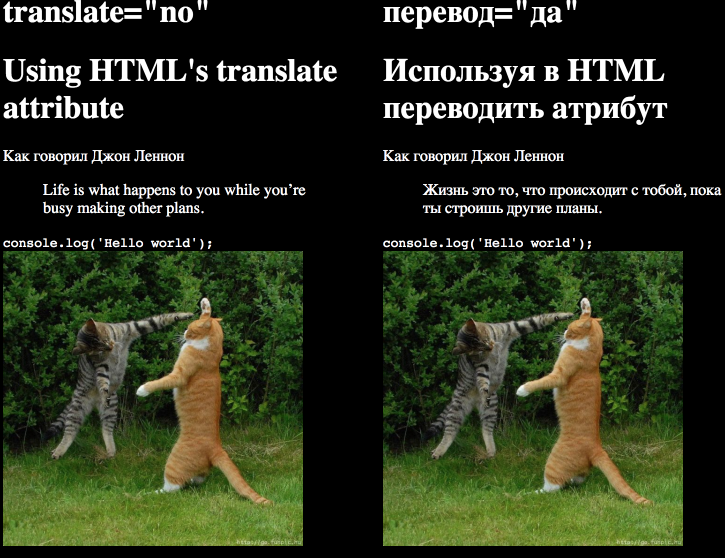 translate="no"
Using HTML's translate
attribute
Как говорил Джон Леннон
Life is what happens to you while you’re
busy making other plans.
console.log('Hello world');
перевод="да"
Используя в HTML
переводить атрибут
Как говорил Джон Леннон
Жизнь это то, что происходит с тобой, пока
ты строишь другие планы.
console.log('Hello world');